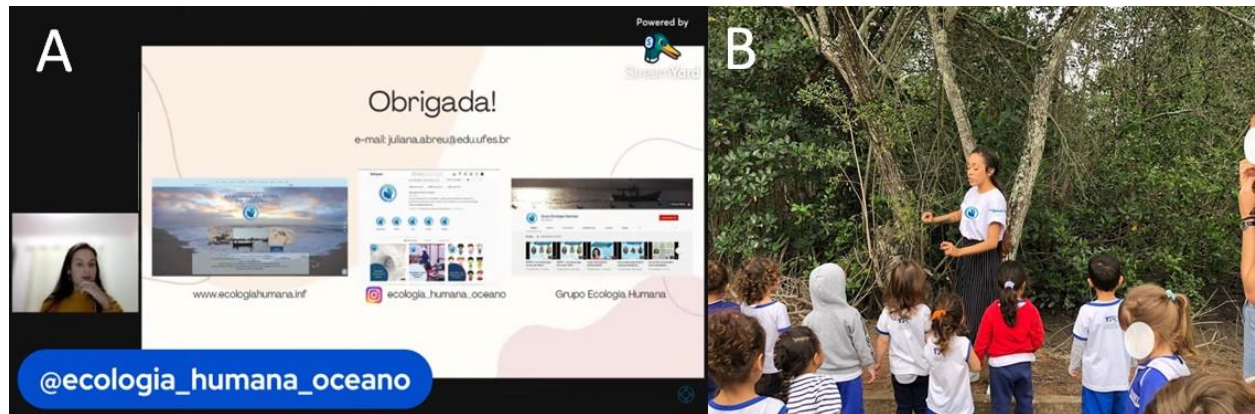 A
Powered by
StreamYard
Obrigada!
e-mail: juliana.abreu@edu.ufes.br
www.ecologiahumana.inf
ecologia_humana_oceano
Grupo Ecologia Humana
@ecologia_humana_oceano
B